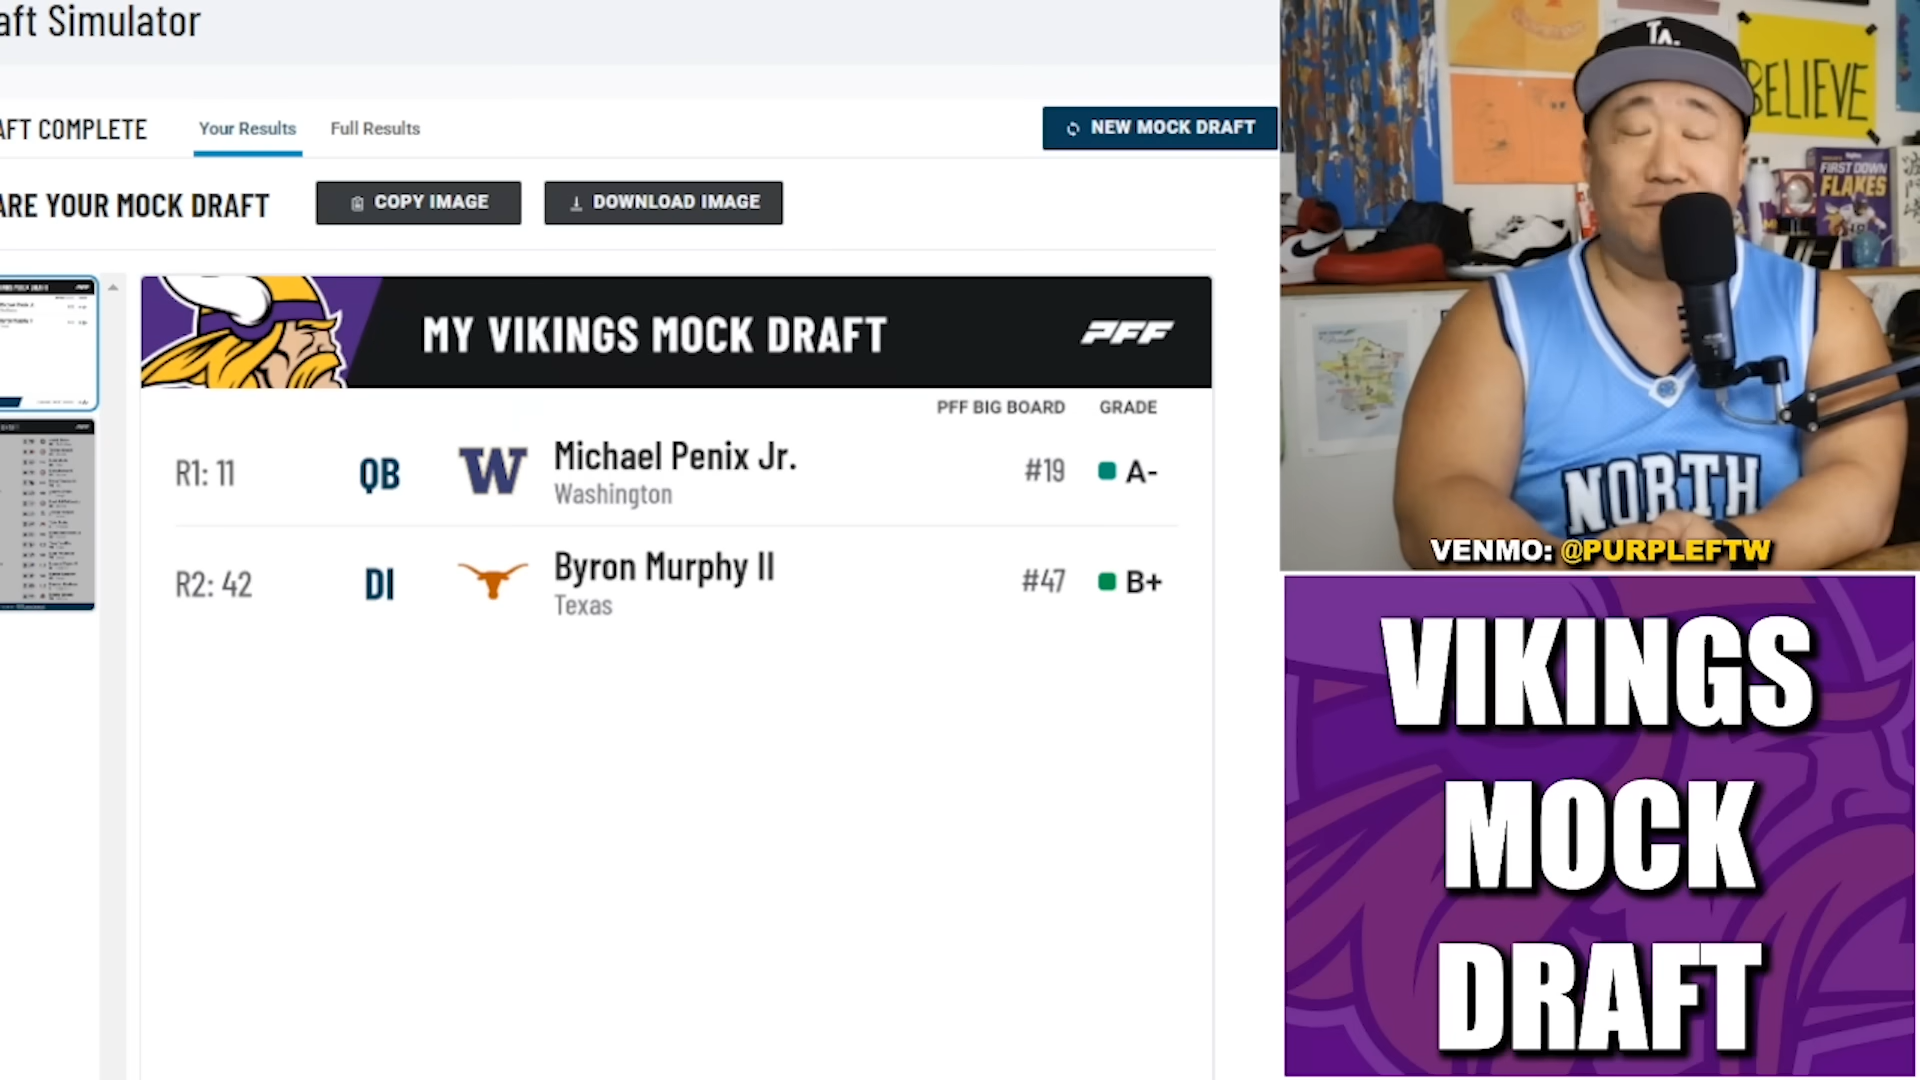 aft Simulator
AFT COMPLETE
Your Results
Full Results
NEW MOCK DRAFT
ARE YOUR MOCK DRAFT
COPY IMAGE
DOWNLOAD IMAGE
MY VIKINGS MOCK DRAFT
PFF
PFF BIG BOARD
GRADE
R1: 11
QB
W
Michael Penix Jr.
Washington
#19
A-
R2: 42
DI
Byron Murphy II
Texas
#47
B+
TA.
BELIEVE
FIRST DOWN
FLAKES
NORTH
VENMO: @PURPLEFTW
VIKINGS
MOCK
DRAFT